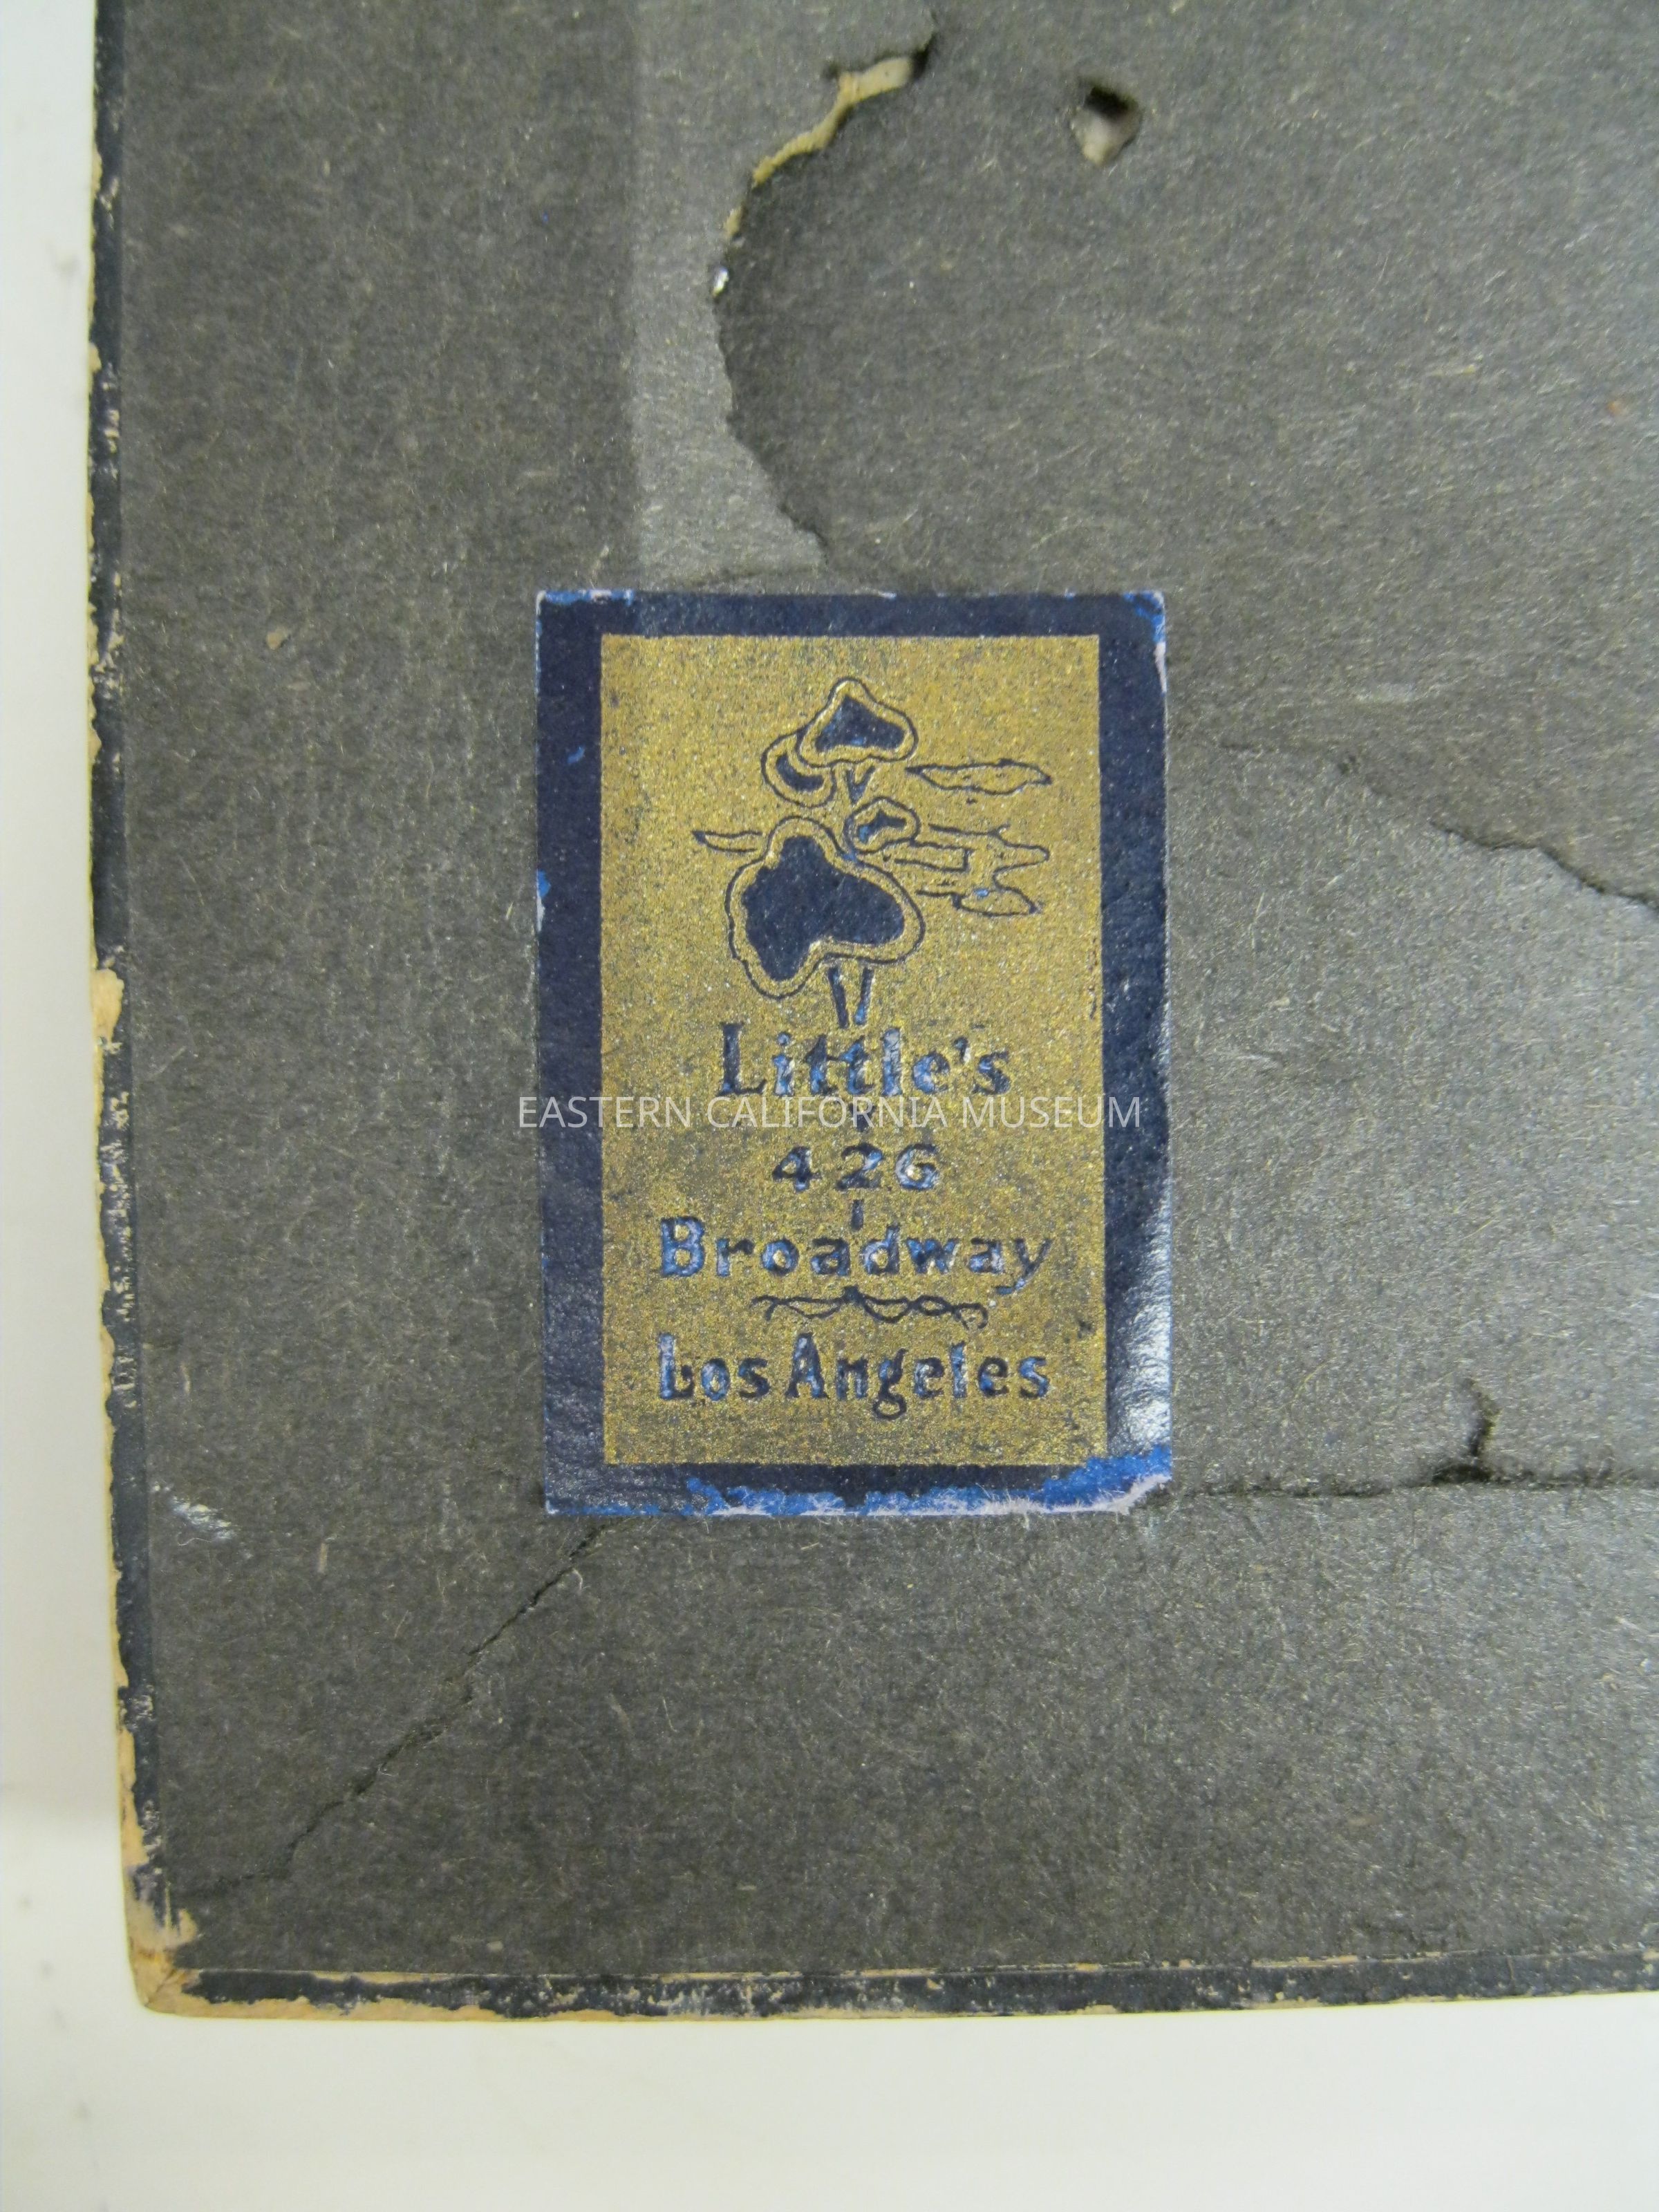 Little's
EASTERN CALIFORNIA MUSEUM
426
Broadway
Los Angeles